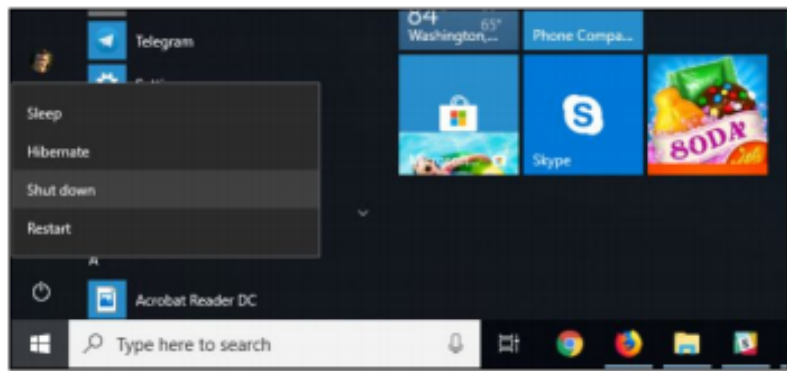 Telegram
Sleep
Hibernate
Shut down
Restart
A
Acrobat Reader DC
Type here to search
84°
65°
Washington,...
Phone Compa...
Skype
S
SODA